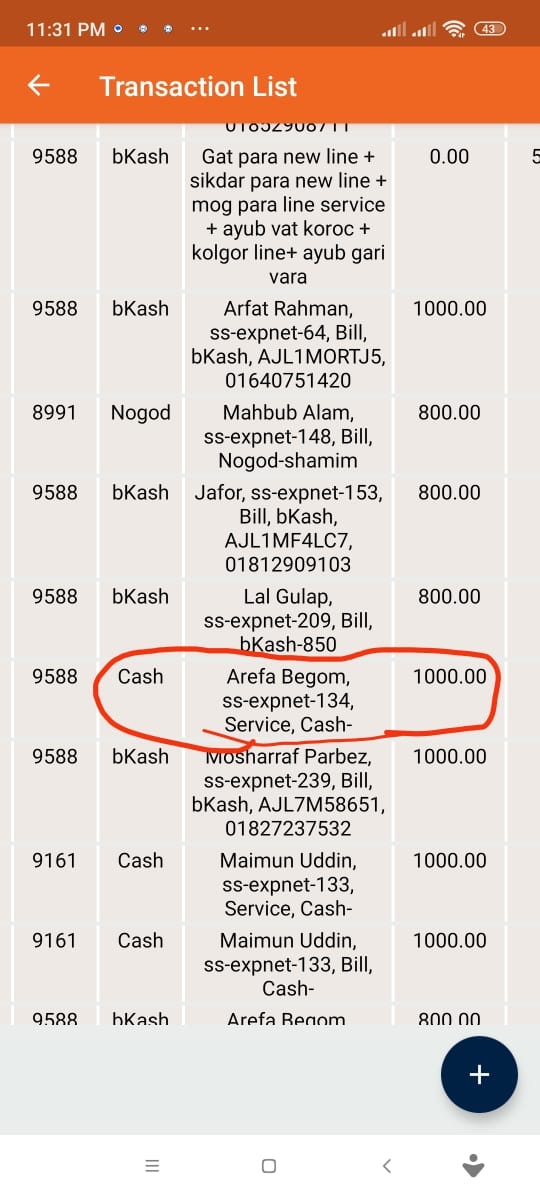 11:31 PM
43
Transaction List
01852908711
9588 bKash Gat para new line + 0.00 5
sikdar para new line +
mog para line service
+ ayub vat koroc +
kolgor line+ ayub gari
vara
9588 bKash Arfat Rahman, 1000.00
ss-expnet-64, Bill,
bKash, AJL1MORTJ5,
01640751420
8991 Nogod Mahbub Alam, 800.00
ss-expnet-148, Bill,
Nogod-shamim
9588 bKash Jafor, ss-expnet-153, 800.00
Bill, bKash,
AJL1MF4LC7,
01812909103
9588 bKash Lal Gulap, 800.00
ss-expnet-209, Bill,
bKash-850
9588 Cash Arefa Begom, 1000.00
ss-expnet-134,
Service, Cash-
9588 bKash Mosharraf Parbez, 1000.00
ss-expnet-239, Bill,
bKash, AJL7M58651,
01827237532
9161 Cash Maimun Uddin, 1000.00
ss-expnet-133,
Service, Cash-
9161 Cash Maimun Uddin, 1000.00
ss-expnet-133, Bill,
Cash-
9588 bKash Arefa Begom 800.00